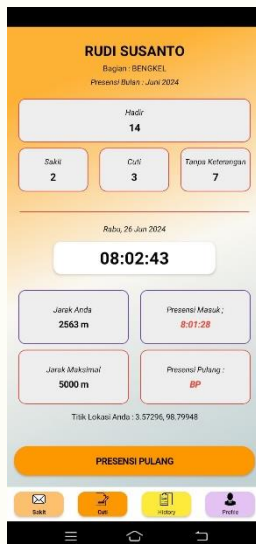 RUDI SUSANTO
Bagian : BENGKEL
Presensi Bulan : Juni 2024
Hadir
14
Sakit
2
Cuti
3
Tanpa Keterangan
7
Rabu, 26 Jun 2024
08:02:43
Jarak Anda
2563 m
Presensi Masuk ;
8:01:28
Jarak Maksimal
5000 m
Presensi Pulang :
BP
Titik Lokasi Anda : 3.57296, 98.79948
PRESENSI PULANG
Sakit
Cuti
History
Profile